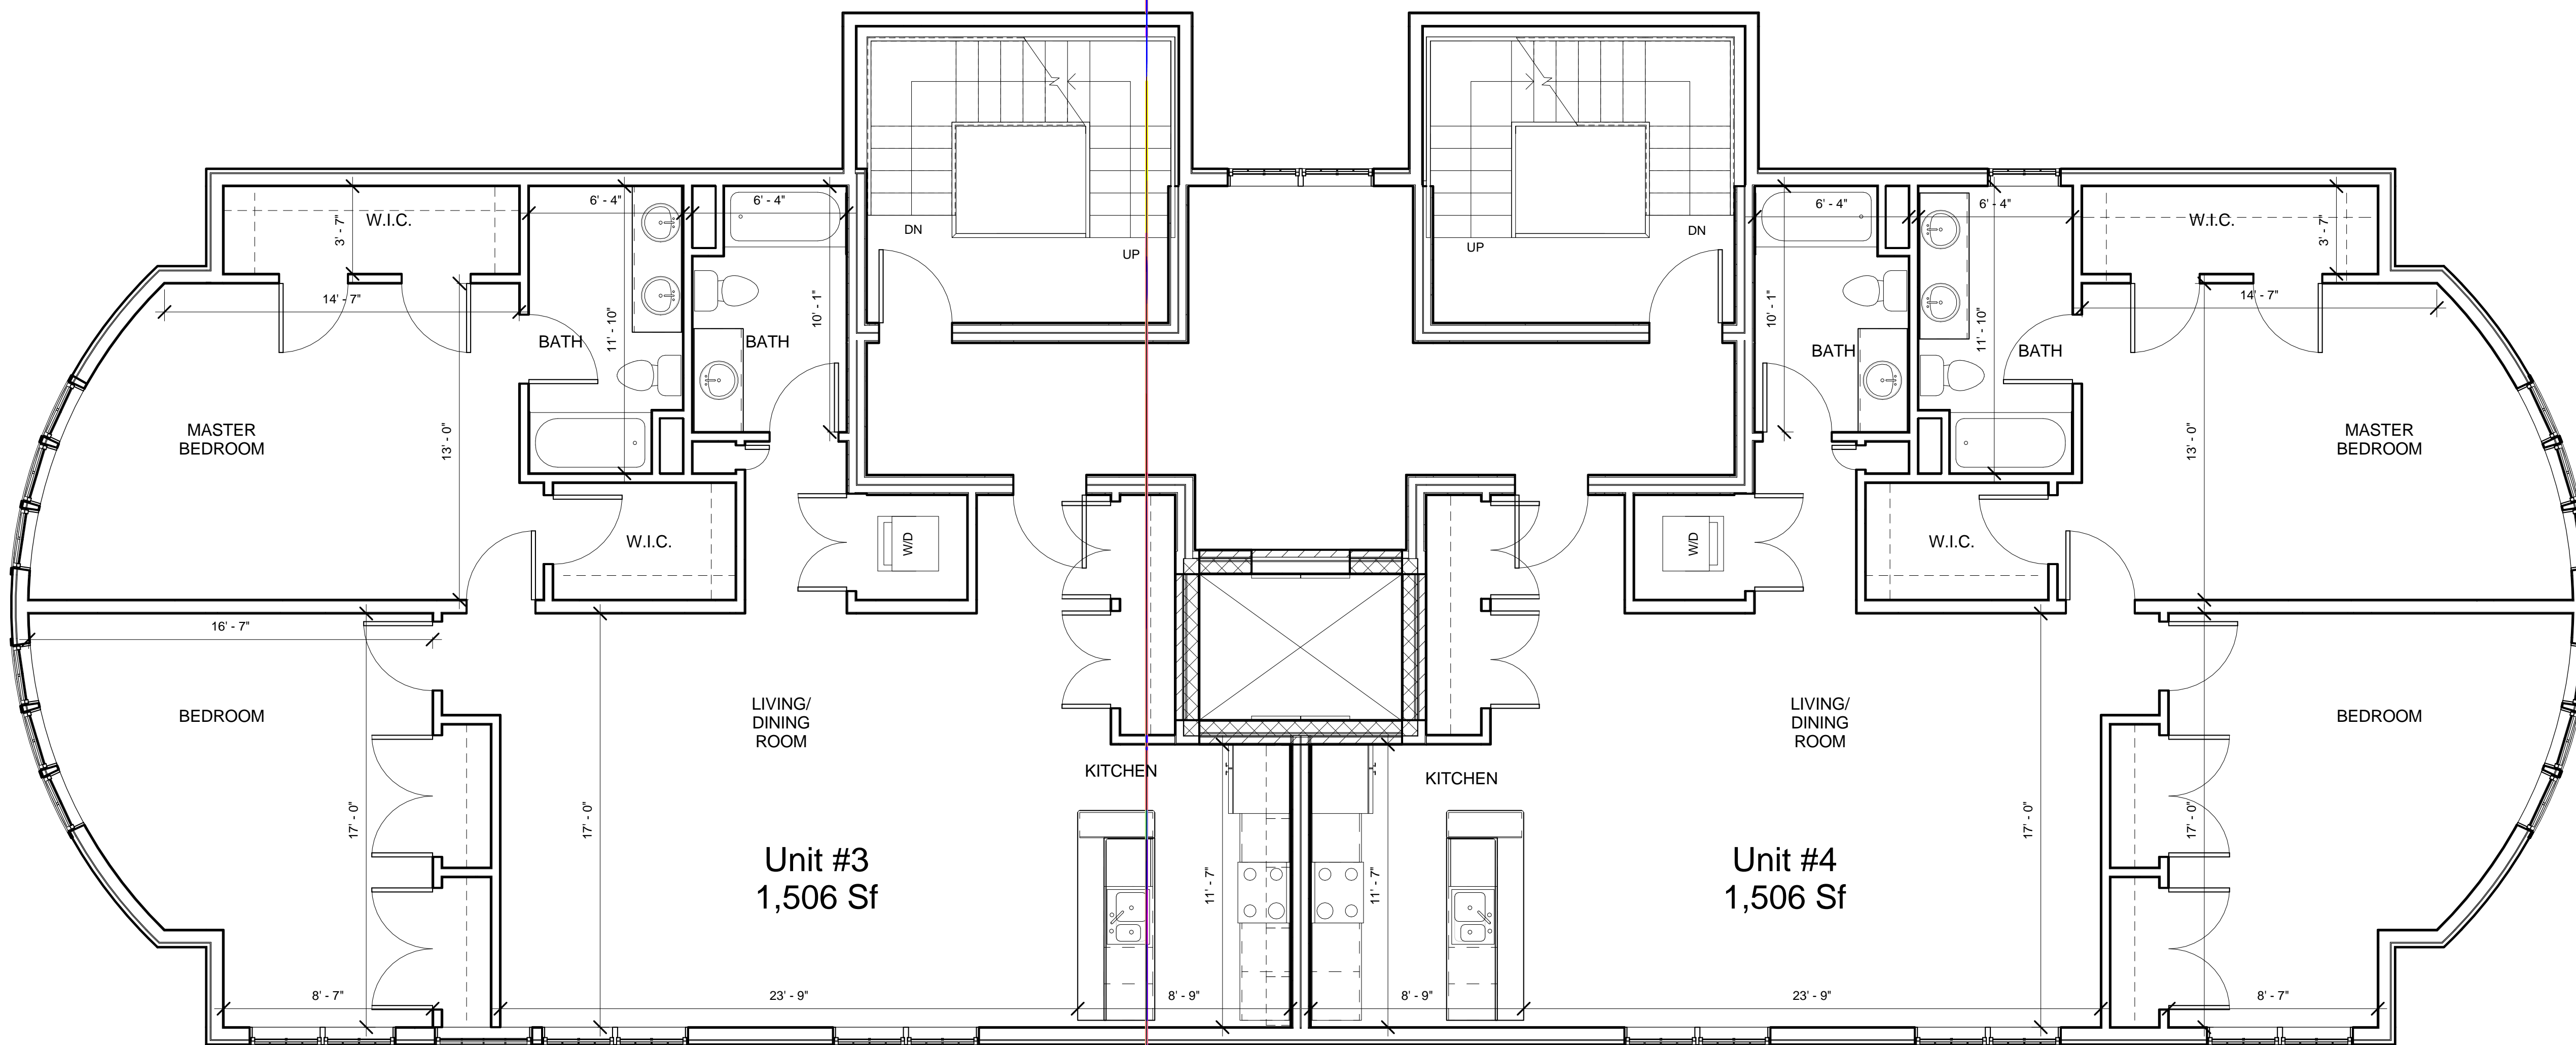 6' - 4"
6' - 4"
6' - 4"
6' - 4"
W.I.C.
3' - 7"
W.I.C.
3' - 7"
DN
UP
UP
DN
14' - 7"
14' - 7"
10' - 1"
10' - 1"
11' - 10"
11' - 10"
BATH
BATH
BATH
BATH
MASTER
BEDROOM
13' - 0"
13' - 0"
MASTER
BEDROOM
W.I.C.
W/D
W/D
W.I.C.
16' - 7"
BEDROOM
LIVING/
DINING
ROOM
LIVING/
DINING
ROOM
BEDROOM
KITCHEN
KITCHEN
17' - 0"
17' - 0"
17' - 0"
17' - 0"
Unit #3
1,506 Sf
11' - 7"
11' - 7"
Unit #4
1,506 Sf
8' - 7"
23' - 9"
8' - 9"
8' - 9"
23' - 9"
8' - 7"